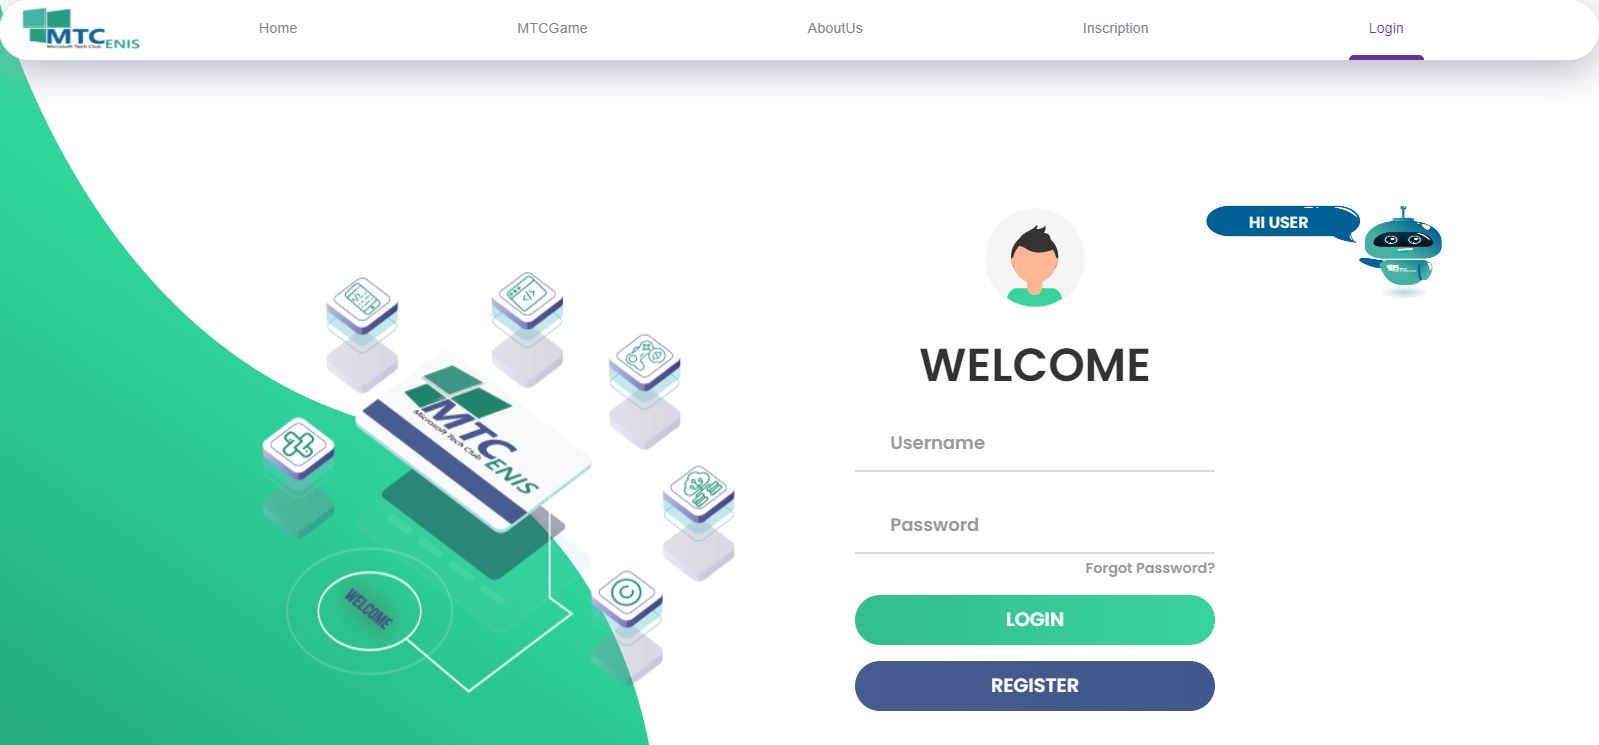 MTC ENIS
Microsoft Tech Club
Home
MTCGame
AboutUs
Inscription
Login
HI USER
MTC
WELCOME
Username
Password
Forgot Password?
LOGIN
REGISTER
MTC
Microsoft Tech Club
ENIS
WELCOME